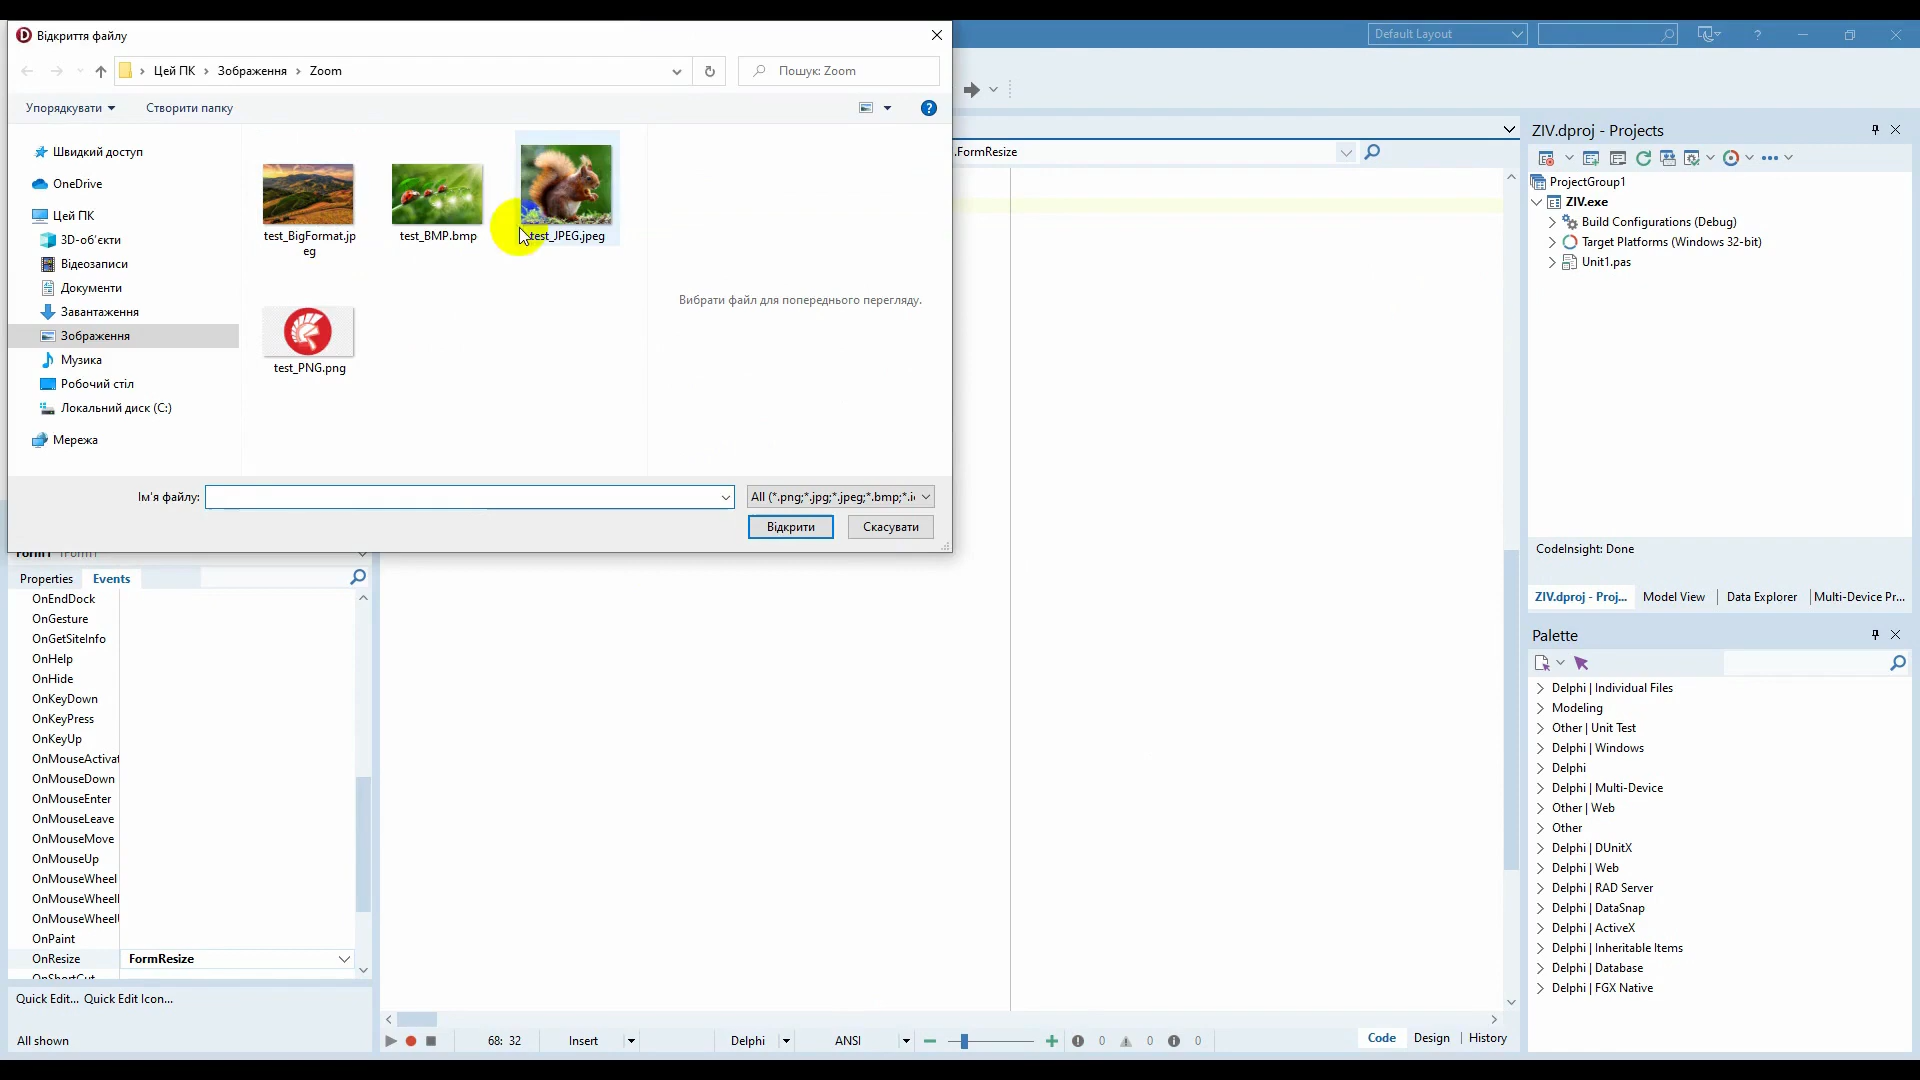 Відкриття файлу
Default Layout
Цей ПК
Зображення
Zoom
Пошук: Zoom
Упорядкувати
Створити папку
Швидкий доступ
OneDrive
Цей ПК
3D-об'єкти
Відеозаписи
Документи
Завантаження
Зображення
Музика
Робочий стіл
Локальний диск (C:)
Мережа
test_BigFormat.jp
eg
test_BMP.bmp
test_JPEG.jpeg
test_PNG.png
Вибрати файл для попереднього перегляду.
Ім'я файлу:
All (*.png;*.jpg;*.jpeg;*.bmp;*.i
Відкрити
Скасувати
.FormResize
ZIV.dproj - Projects
ProjectGroup1
ZIV.exe
Build Configurations (Debug)
Target Platforms (Windows 32-bit)
Unit1.pas
CodeInsight: Done
ZIV.dproj - Proj...
Model View
Data Explorer
Multi-Device Pr...
Form1 TForm1
Properties
Events
OnEndDock
OnGesture
OnGetSiteInfo
OnHelp
OnHide
OnKeyDown
OnKeyPress
OnKeyUp
OnMouseActivat
OnMouseDown
OnMouseEnter
OnMouseLeave
OnMouseMove
OnMouseUp
OnMouseWheel
OnMouseWheel
OnMouseWheel
OnPaint
OnResize
FormResize
OnShortCut
Quick Edit... Quick Edit Icon...
All shown
Palette
Delphi | Individual Files
Modeling
Other | Unit Test
Delphi | Windows
Delphi
Delphi | Multi-Device
Other | Web
Other
Delphi | DUnitX
Delphi | Web
Delphi | RAD Server
Delphi | DataSnap
Delphi | ActiveX
Delphi | Inheritable Items
Delphi | Database
Delphi | FGX Native
68: 32
Insert
Delphi
ANSI
0
0
0
Code
Design
History